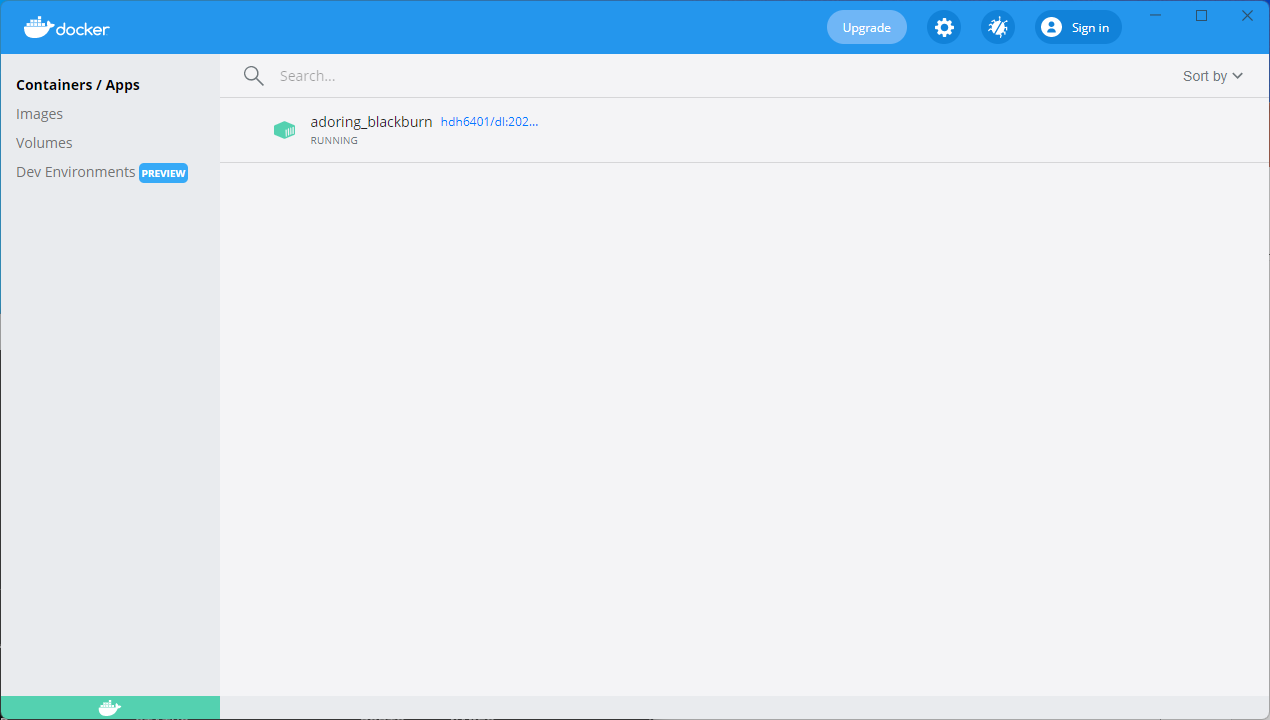 docker
Upgrade
Sign in
Containers / Apps
Images
Volumes
Dev Environments PREVIEW
Search...
Sort by
adoring_blackburn hdh6401/dl:202...
RUNNING